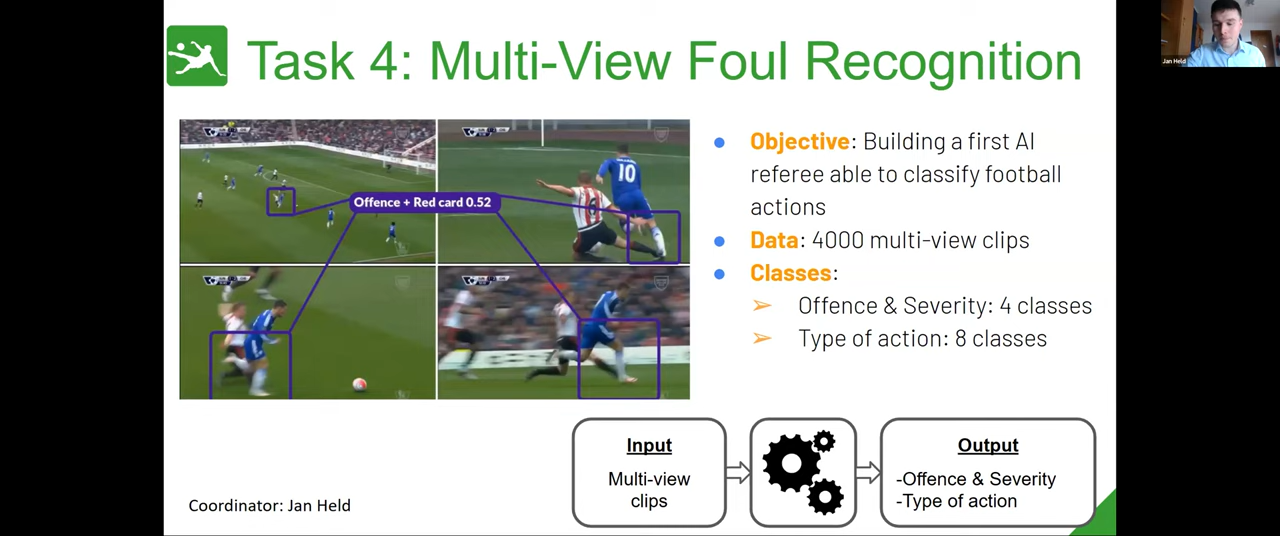 Task 4: Multi-View Foul Recognition
Jan Held
Offence + Red card 0.52
10
Objective: Building a first AI
referee able to classify football
actions
Data: 4000 multi-view clips
Classes:
Offence & Severity: 4 classes
Type of action: 8 classes
Input
Multi-view
clips
Output
-Offence & Severity
-Type of action
Coordinator: Jan Held